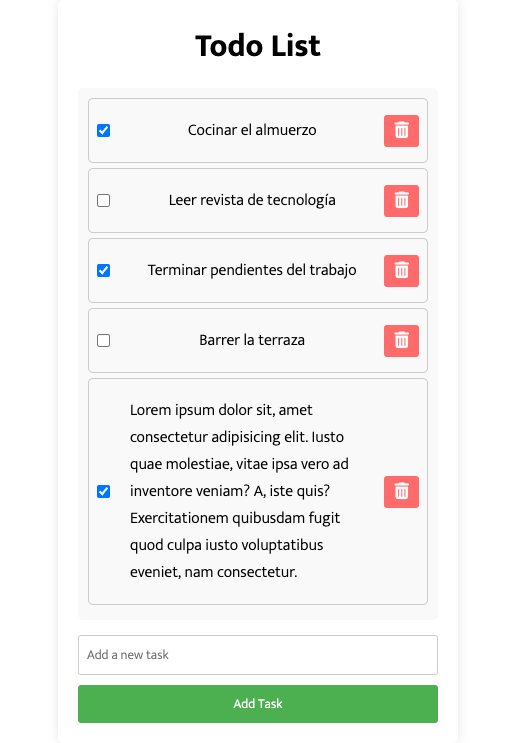 Todo List
Cocinar el almuerzo
Leer revista de tecnología
Terminar pendientes del trabajo
Barrer la terraza
Lorem ipsum dolor sit, amet
consectetur adipisicing elit. Iusto
quae molestiae, vitae ipsa vero ad
inventore veniam? A, iste quis?
Exercitationem quibusdam fugit
quod culpa iusto voluptatibus
eveniet, nam consectetur.
Add a new task
Add Task